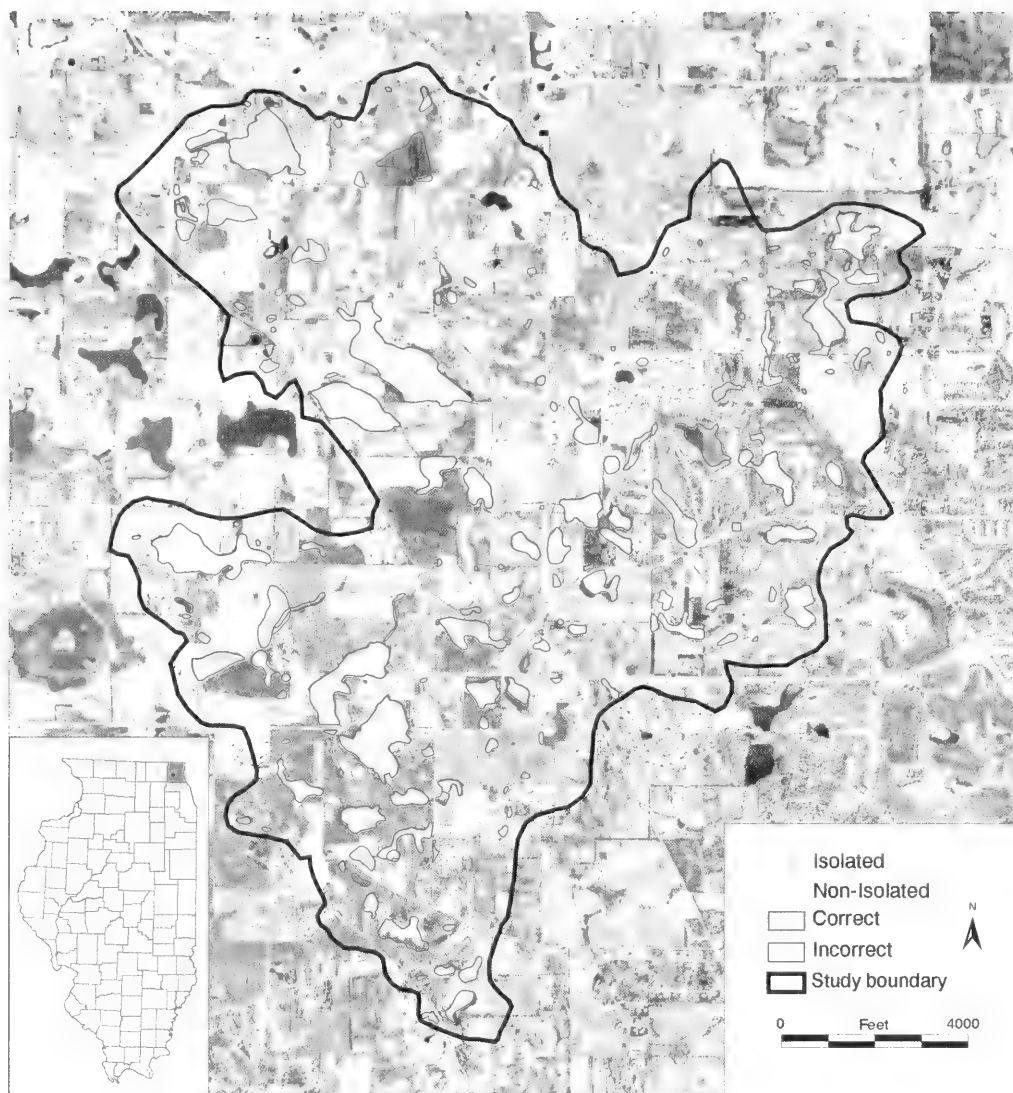 Isolated
Non-Isolated
N
Correct
Incorrect
Study boundary
0 Feet 4000